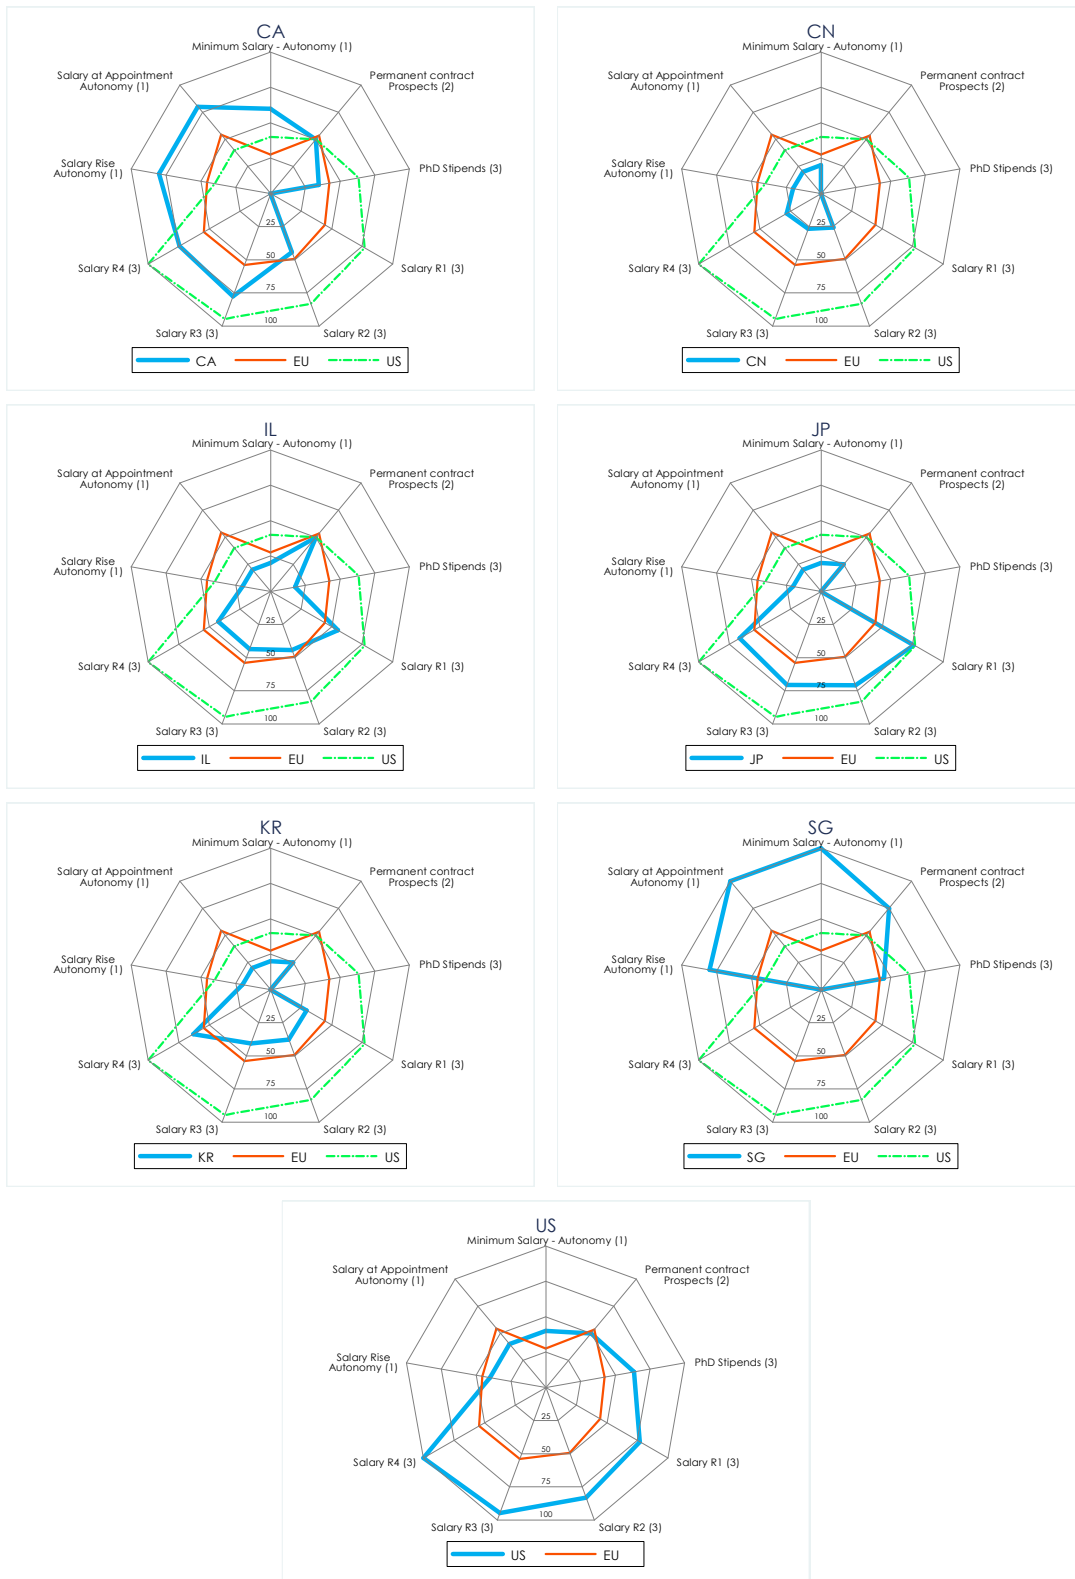 CA
Minimum Salary - Autonomy (1)
Salary at Appointment
Autonomy (1)
Permanent contract
Prospects (2)
Salary Rise
Autonomy (1)
PhD Stipends (3)
25
Salary R4 (3)
50
Salary R1 (3)
75
100
Salary R3 (3)
Salary R2 (3)
CA EU US
CN
Minimum Salary - Autonomy (1)
Salary at Appointment
Autonomy (1)
Permanent contract
Prospects (2)
Salary Rise
Autonomy (1)
PhD Stipends (3)
25
Salary R4 (3)
50
Salary R1 (3)
75
100
Salary R3 (3)
Salary R2 (3)
CN EU US
IL
Minimum Salary - Autonomy (1)
Salary at Appointment
Autonomy (1)
Permanent contract
Prospects (2)
Salary Rise
Autonomy (1)
PhD Stipends (3)
25
Salary R4 (3)
50
Salary R1 (3)
75
100
Salary R3 (3)
Salary R2 (3)
IL EU US
JP
Minimum Salary - Autonomy (1)
Salary at Appointment
Autonomy (1)
Permanent contract
Prospects (2)
Salary Rise
Autonomy (1)
PhD Stipends (3)
25
Salary R4 (3)
50
Salary R1 (3)
75
100
Salary R3 (3)
Salary R2 (3)
JP EU US
KR
Minimum Salary - Autonomy (1)
Salary at Appointment
Autonomy (1)
Permanent contract
Prospects (2)
Salary Rise
Autonomy (1)
PhD Stipends (3)
25
Salary R4 (3)
50
Salary R1 (3)
75
100
Salary R3 (3)
Salary R2 (3)
KR EU US
SG
Minimum Salary - Autonomy (1)
Salary at Appointment
Autonomy (1)
Permanent contract
Prospects (2)
Salary Rise
Autonomy (1)
PhD Stipends (3)
25
Salary R4 (3)
50
Salary R1 (3)
75
100
Salary R3 (3)
Salary R2 (3)
SG EU US
US
Minimum Salary - Autonomy (1)
Salary at Appointment
Autonomy (1)
Permanent contract
Prospects (2)
Salary Rise
Autonomy (1)
PhD Stipends (3)
25
Salary R4 (3)
50
Salary R1 (3)
75
100
Salary R3 (3)
Salary R2 (3)
US EU